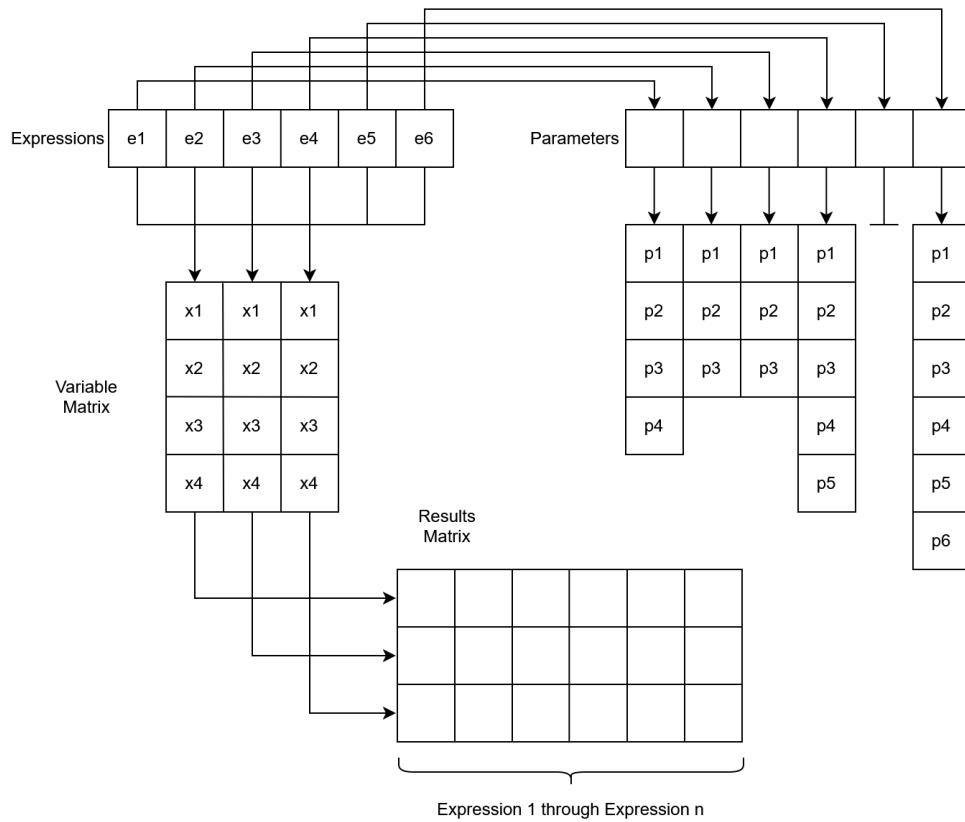 Expressions
e1 e2 e3 e4 e5 e6
Parameters
p1 p1 p1 p1 p1
p2 p2 p2 p2 p2
p3 p3 p3 p3 p3
p4 p4 p4
p5 p5
p6
Variable
Matrix
x1 x1 x1
x2 x2 x2
x3 x3 x3
x4 x4 x4
Results
Matrix
Expression 1 through Expression n